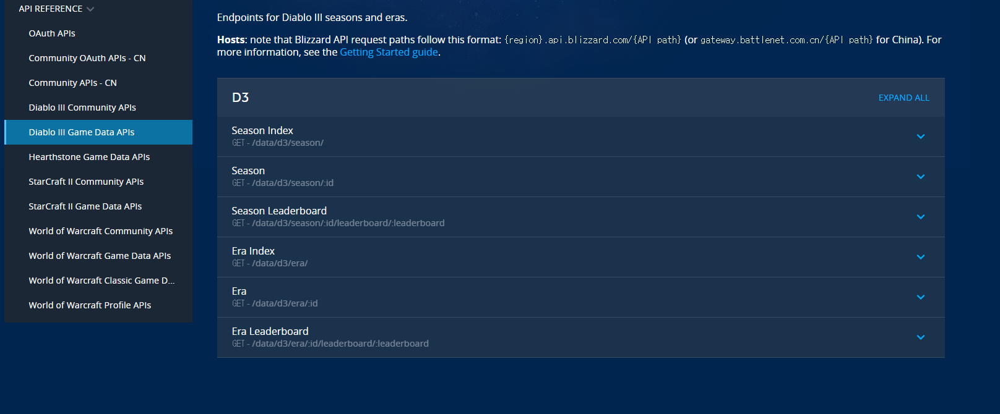 API REFERENCE
OAuth APIs
Community OAuth APIs - CN
Community APIs - CN
Diablo III Community APIs
Diablo III Game Data APIs
Hearthstone Game Data APIs
StarCraft II Community APIs
StarCraft II Game Data APIs
World of Warcraft Community APIs
World of Warcraft Game Data APIs
World of Warcraft Classic Game D...
World of Warcraft Profile APIs
Endpoints for Diablo III seasons and eras.
Hosts: note that Blizzard API request paths follow this format: {region}.api.blizzard.com/{API path} (or gateway.battlenet.com.cn/{API path} for China). For
more information, see the Getting Started guide.
D3
EXPAND ALL
Season Index
GET - /data/d3/season/
Season
GET - /data/d3/season/:id
Season Leaderboard
GET - /data/d3/season/:id/leaderboard/:leaderboard
Era Index
GET - /data/d3/era/
Era
GET - /data/d3/era/:id
Era Leaderboard
GET - /data/d3/era/:id/leaderboard/:leaderboard